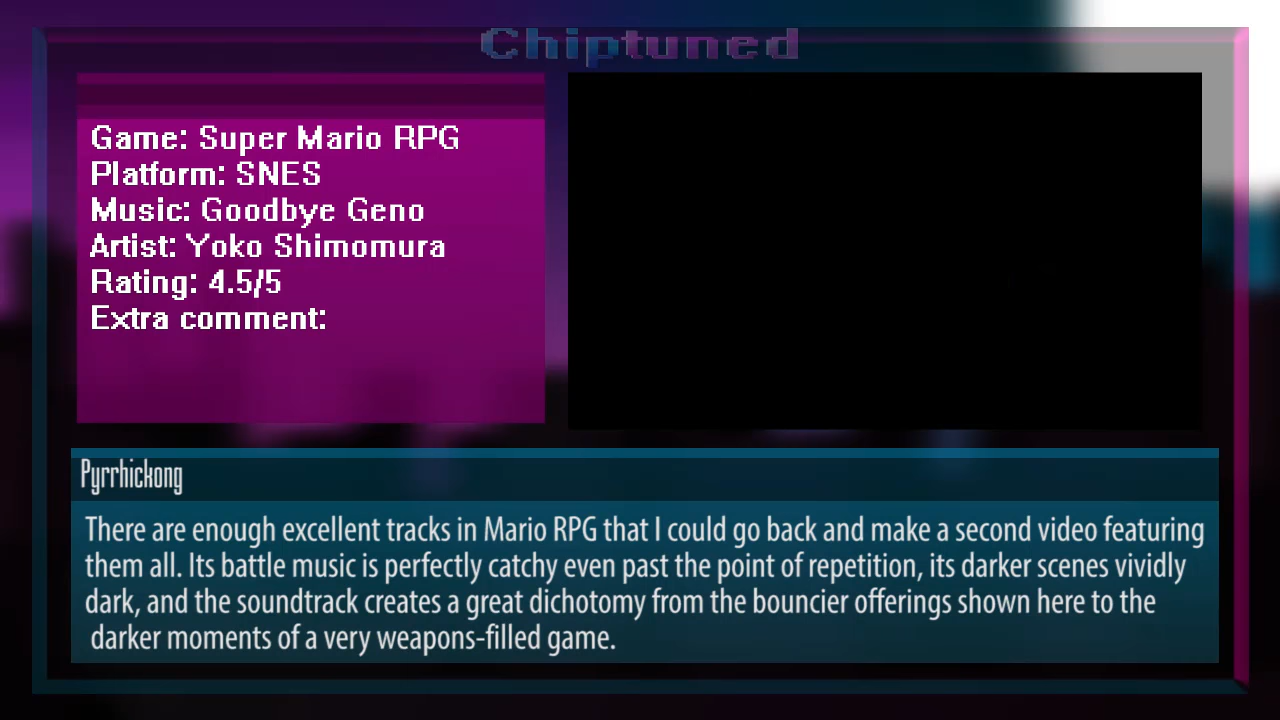 Chiptuned
Game: Super Mario RPG
Platform: SNES
Music: Goodbye Geno
Artist: Yoko Shimomura
Rating: 4.5/5
Extra comment:
Pyrrhickong
There are enough excellent tracks in Mario RPG that I could go back and make a second video featuring
them all. Its battle music is perfectly catchy even past the point of repetition, its darker scenes vividly
dark, and the soundtrack creates a great dichotomy from the bouncier offerings shown here to the
darker moments of a very weapons-filled game.